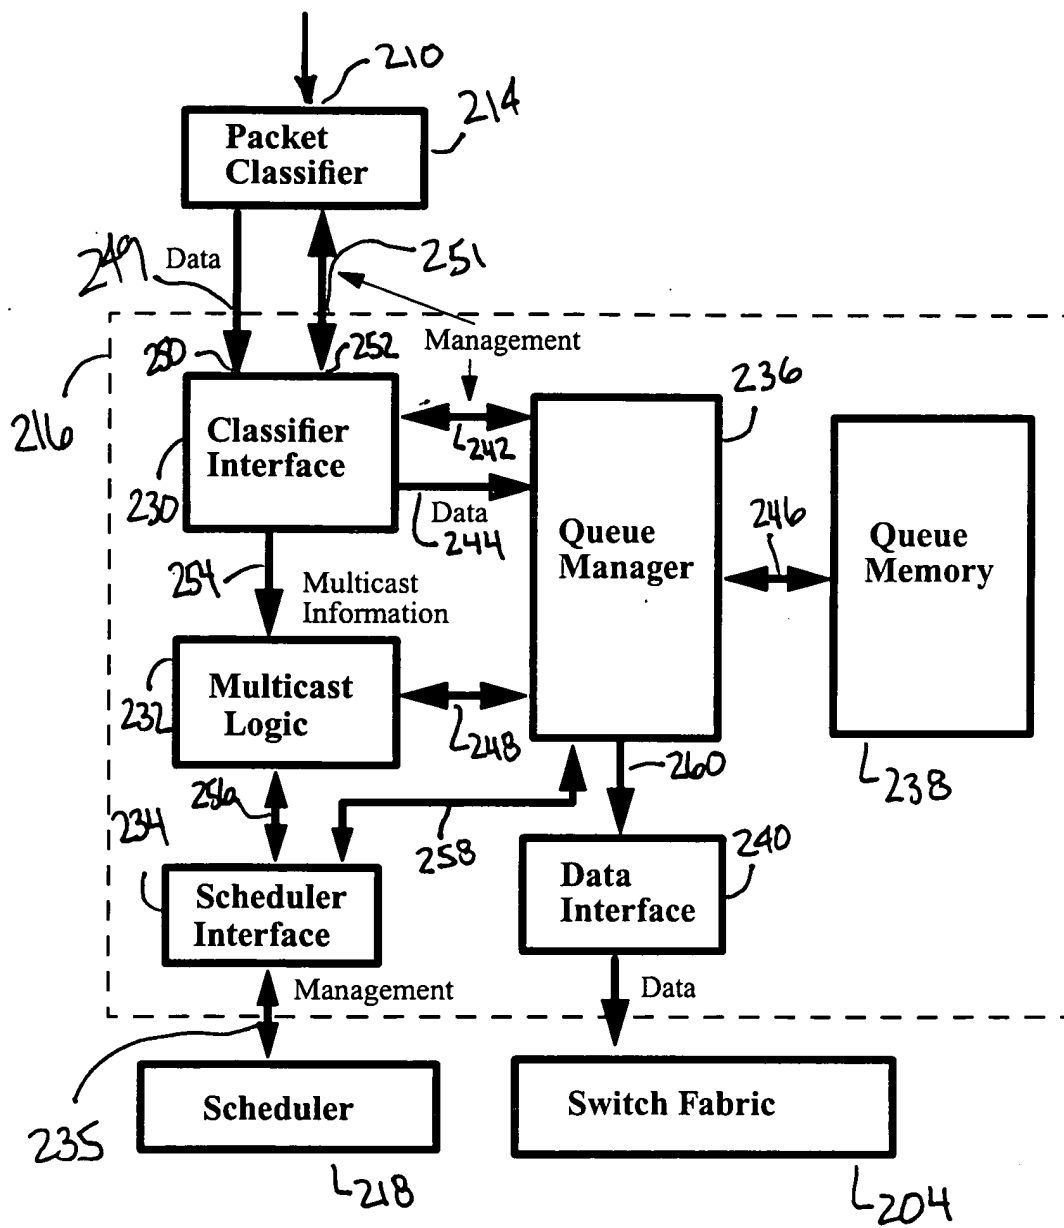 210
214
Packet
Classifier
249
Data
251
250
252
Management
216
236
Classifier
Interface
242
230
Data
244
246
Queue
Manager
Queue
Memory
254
Multicast
Information
232
Multicast
Logic
248
260
238
256
234
258
240
Scheduler
Interface
Data
Interface
Management
Data
235
Scheduler
Switch Fabric
218
204